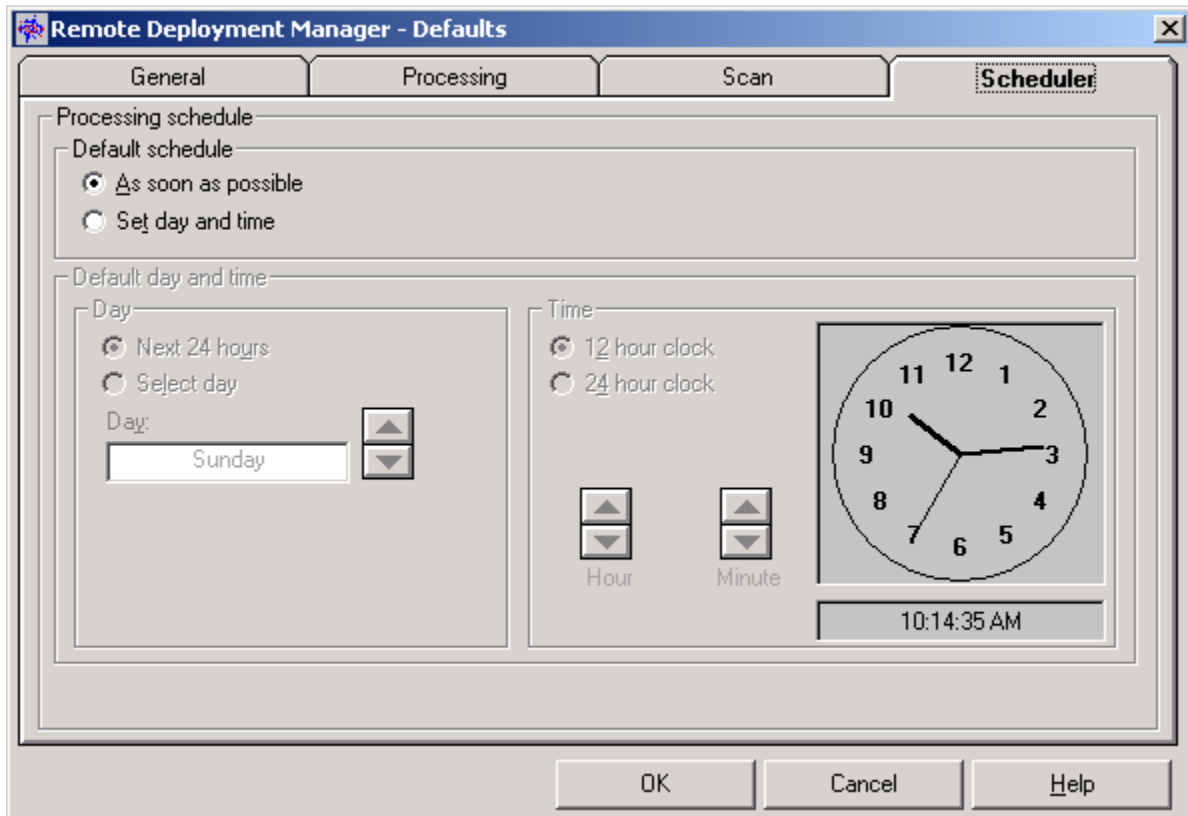 Remote Deployment Manager - Defaults
General Processing Scan Scheduler
Processing schedule
Default schedule
As soon as possible
Set day and time
Default day and time
Day
Next 24 hours
Select day
Day:
Sunday
Time
12 hour clock
24 hour clock
Hour Minute
12
1
2
3
4
5
6
7
8
9
10
11
10:14:35 AM
OK Cancel Help